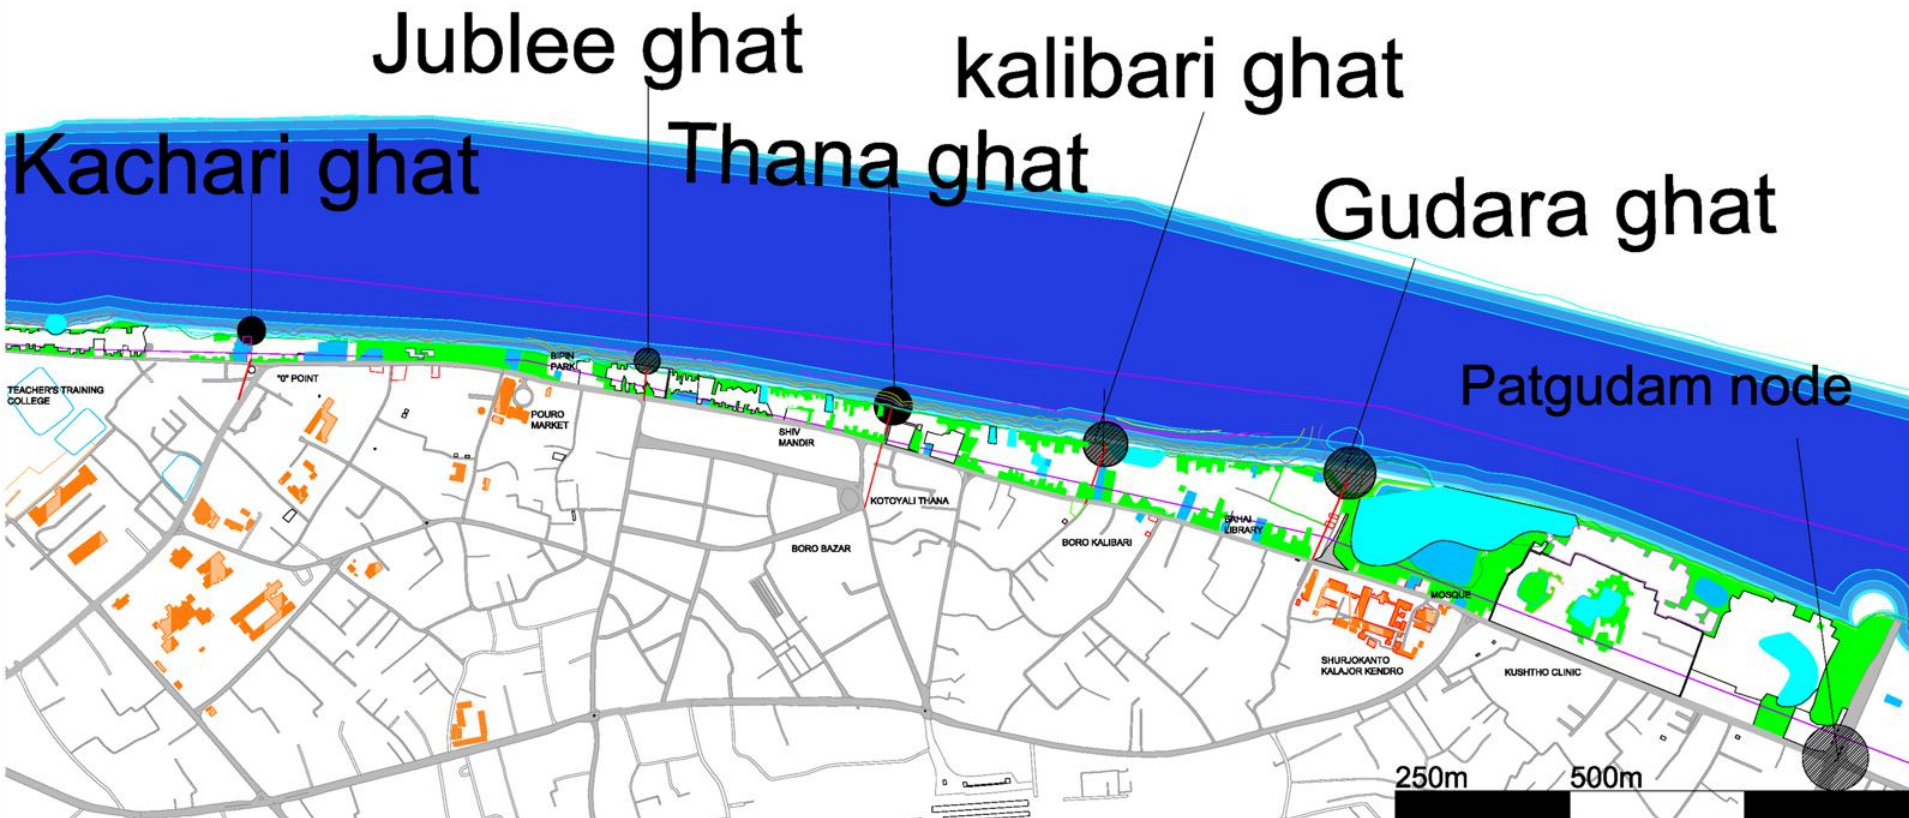 Jublee ghat
kalibari ghat
Kachari ghat
Thana ghat
Gudara ghat
Patgudam node
TEACHER'S TRAINING
COLLEGE
"0" POINT
BIPIN
PARK
POURO
MARKET
SHIV
MANDIR
KOTOYALI THANA
BORO BAZAR
BORO KALIBARI
BAHAI
LIBRARY
MOSQUE
SHURJOKANTO
KALAJOR KENDRO
KUSHTHO CLINIC
250m
500m